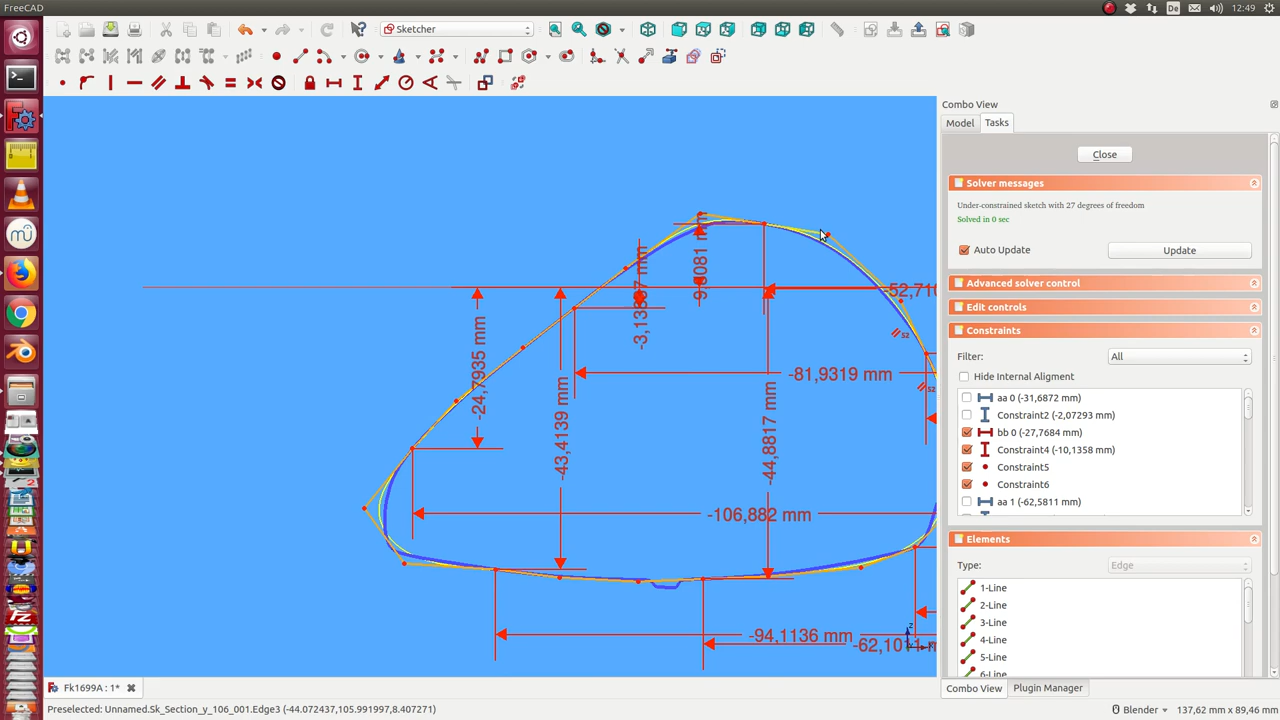 FreeCAD
De
12:49
Sketcher
Combo View
Model Tasks
Close
Solver messages
Under-constrained sketch with 27 degrees of freedom
Solved in 0 sec
Auto Update
Update
Advanced solver control
Edit controls
Constraints
Filter:
All
Hide Internal Aligment
aa 0 (-31,6872 mm)
Constraint2 (-2,07293 mm)
bb 0 (-27,7684 mm)
Constraint4 (-10,1358 mm)
Constraint5
Constraint6
aa 1 (-62,5811 mm)
Elements
Type:
Edge
1-Line
2-Line
3-Line
4-Line
5-Line
6-Line
-24,7935 mm
-43,4139 mm
-81,9319 mm
-44,8817 mm
-106,882 mm
-94,1136 mm
Fk1699A : 1*
Combo View Plugin Manager
Preselected: Unnamed.Sk_Section_y_106_001.Edge3 (-44.072437,105.991997,8.407271)
Blender
137,62 mm x 89,46 mm